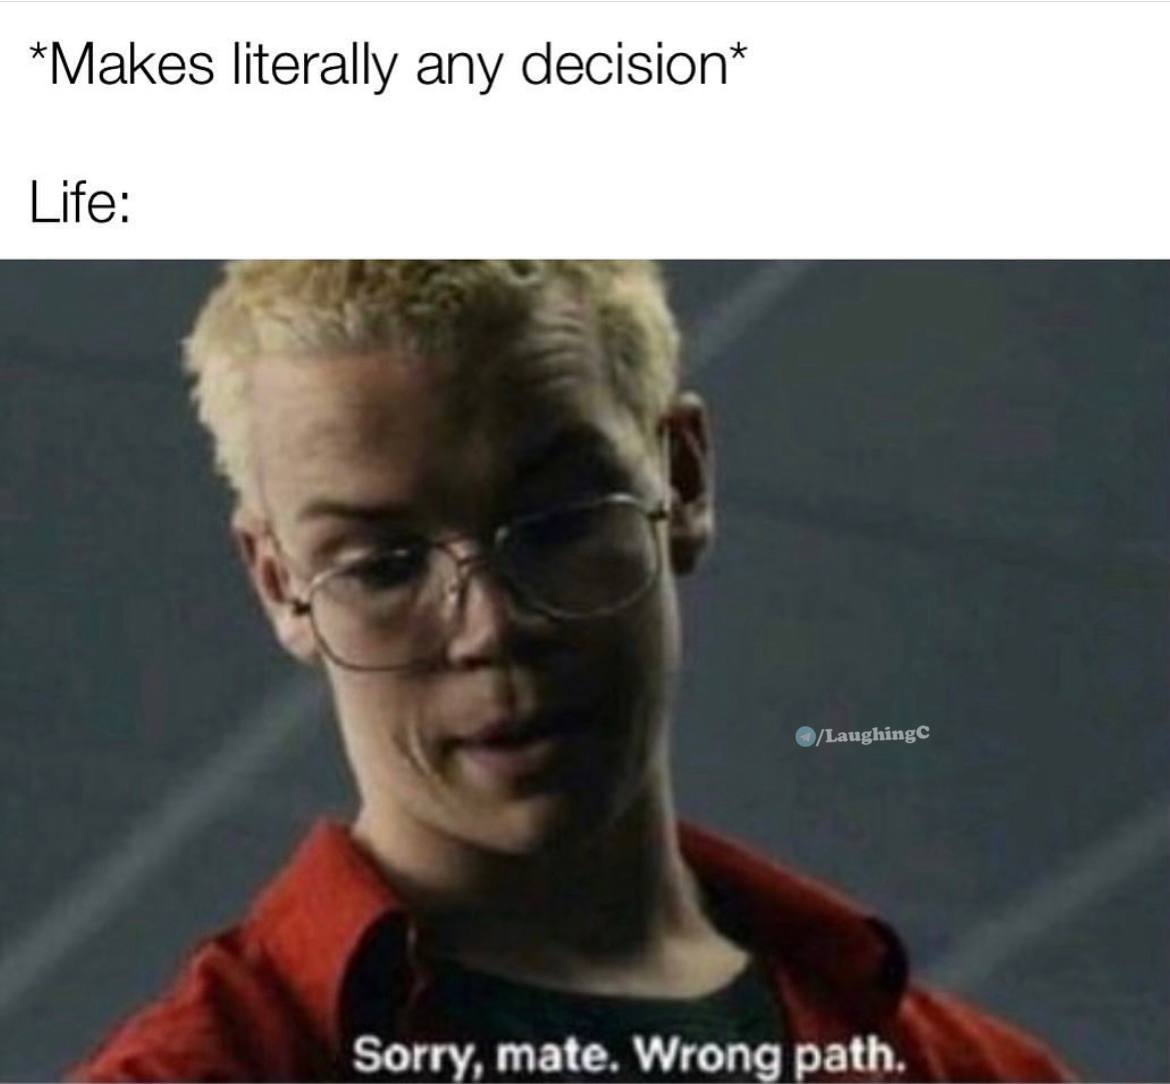 *Makes literally any decision*
Life:
/LaughingC
Sorry, mate. Wrong path.